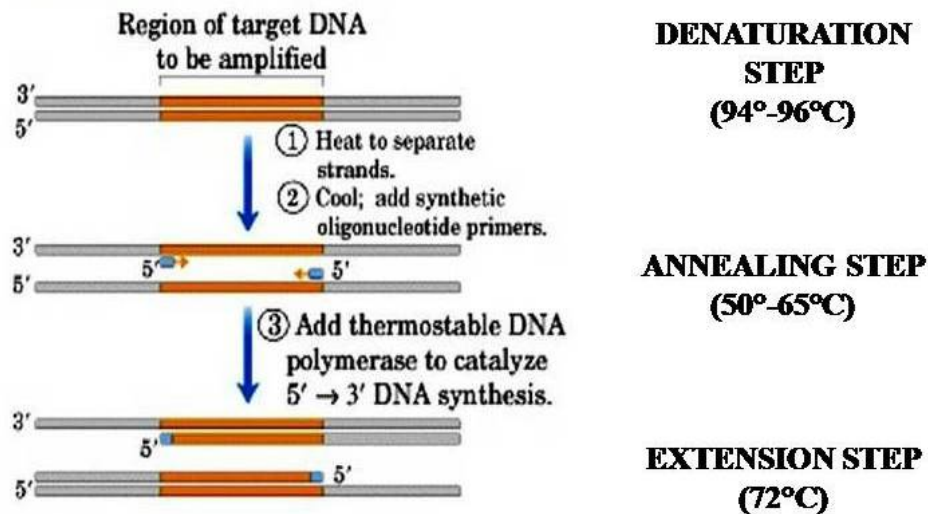 Region of target DNA
to be amplified
3′
5′
① Heat to separate
strands.
② Cool; add synthetic
oligonucleotide primers.
3′
5′
5′
5′
③ Add thermostable DNA
polymerase to catalyze
5′ → 3′ DNA synthesis.
3′
5′
5′
5′
DENATURATION
STEP
(94°-96°C)
ANNEALING STEP
(50°-65°C)
EXTENSION STEP
(72°C)